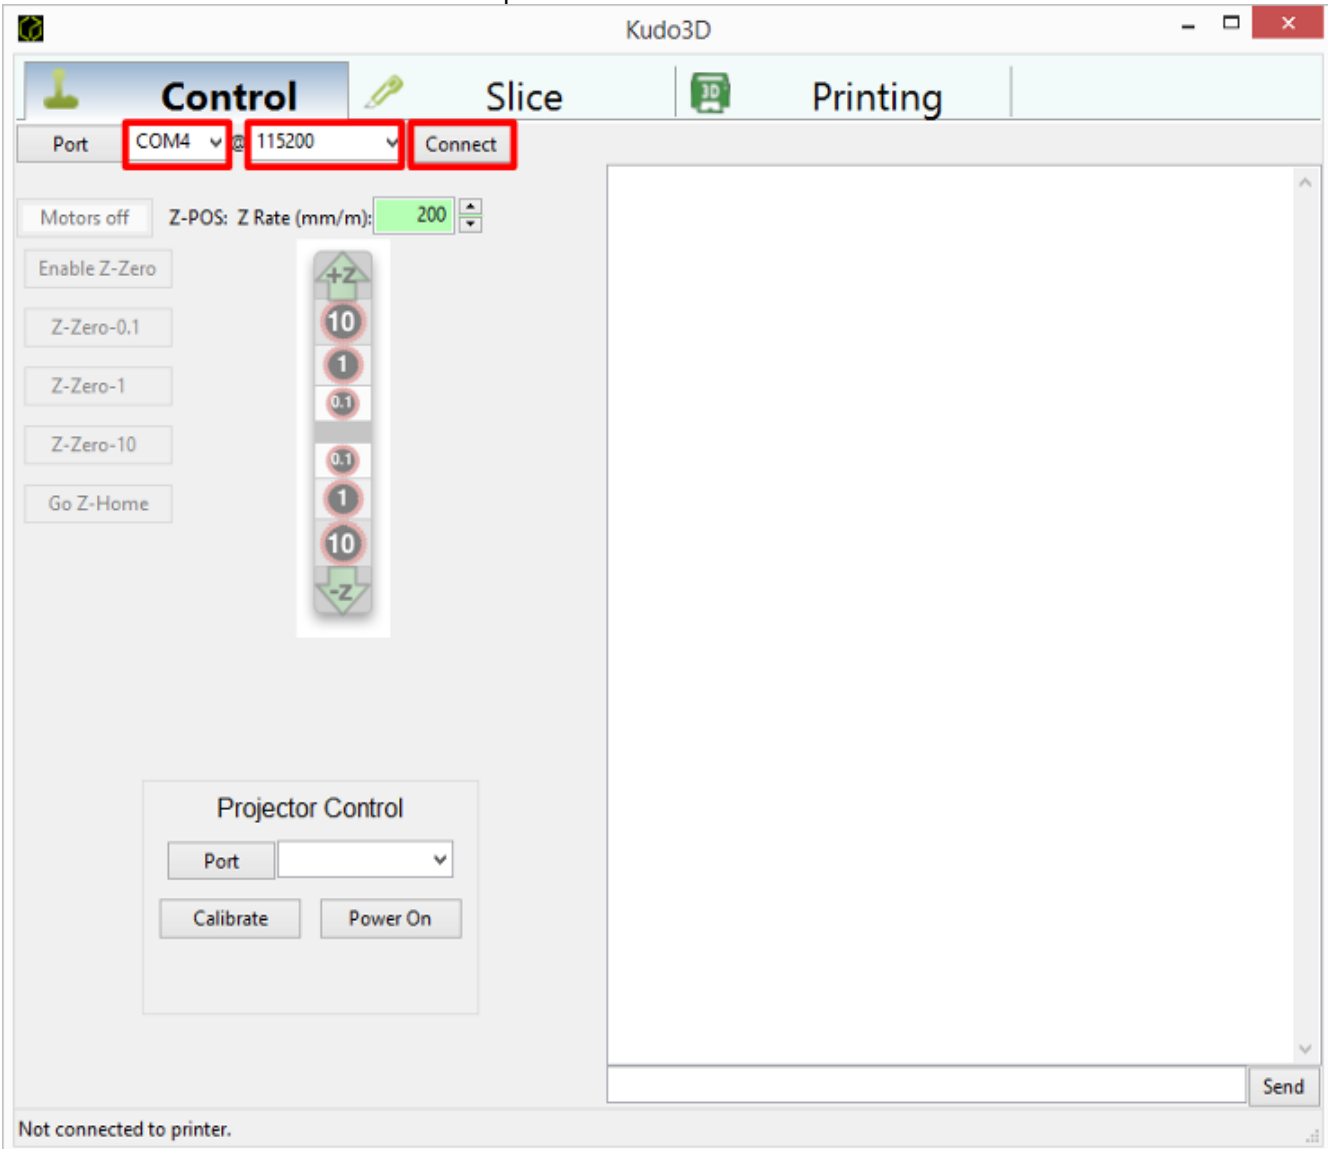 Kudo3D
Control Slice Printing
Port COM4 @ 115200 Connect
Motors off Z-POS: Z Rate (mm/m): 200
Enable Z-Zero
+Z
Z-Zero-0.1
10
Z-Zero-1
1
0.1
Z-Zero-10
0.1
Go Z-Home
1
10
-Z
Projector Control
Port
Calibrate Power On
Send
Not connected to printer.